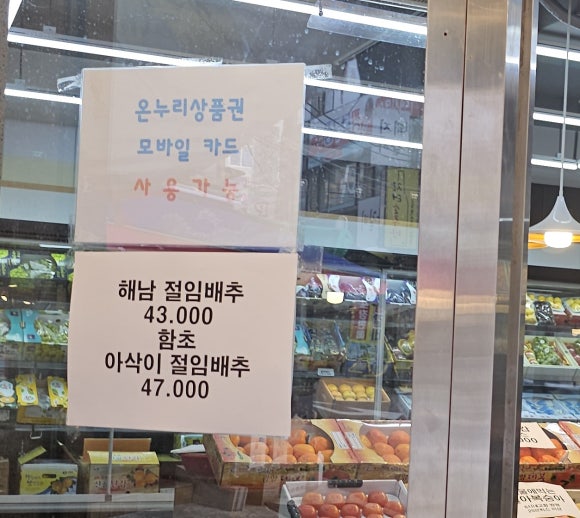 온누리상품권
모바일 카드
사용가능
해남 절임배추
43.000
함초
아삭이 절임배추
47.000